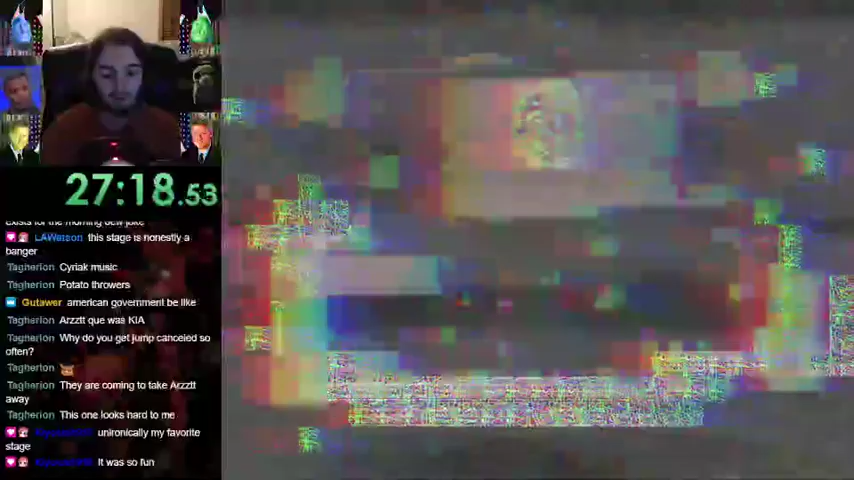 27:18.53
exists for the morning dew joke
LAWatson this stage is honestly a
banger
Tagherion Cyriak music
Tagherion Potato throwers
Gutawer american government be like
Tagherion Arzztt que was KIA
Tagherion Why do you get jump canceled so
often?
Tagherion
Tagherion They are coming to take Arzztt
away
Tagherion This one looks hard to me
unironically my favorite
stage
It was so fun